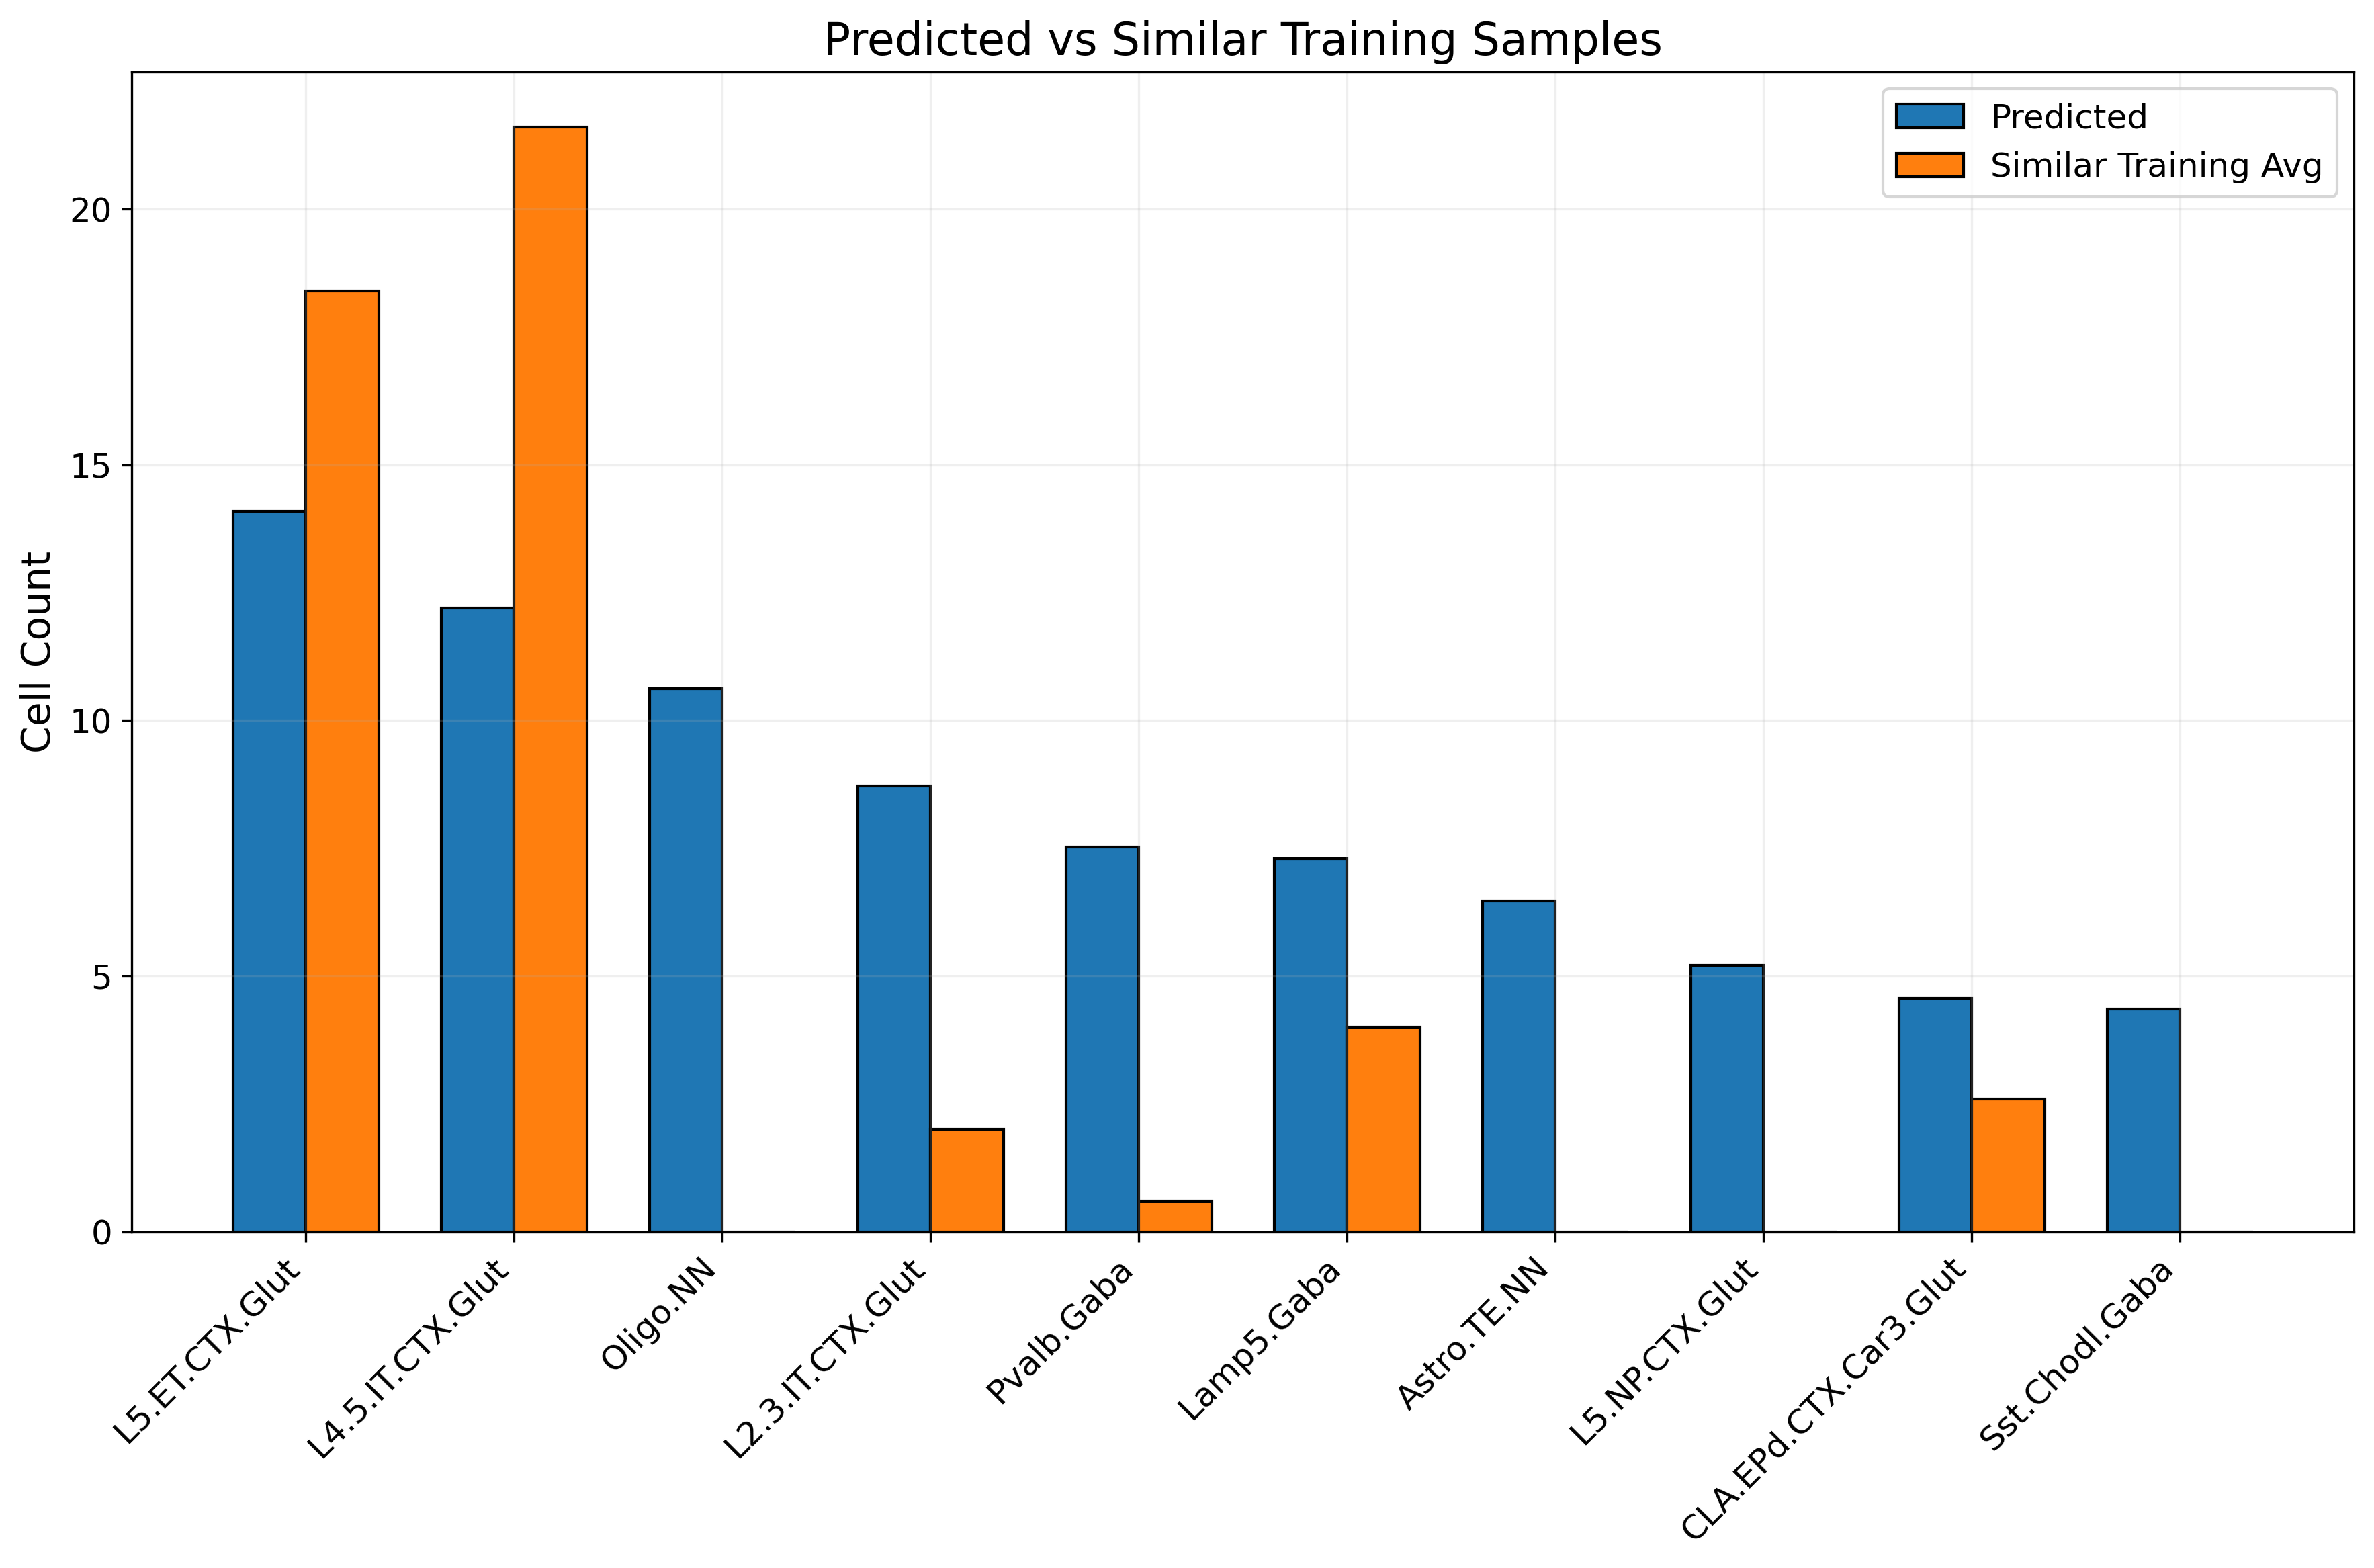 Predicted vs Similar Training Samples
Predicted
Similar Training Avg
Cell Count
20
15
10
5
0
L5.ET.CTX.Glut
L4.5.IT.CTX.Glut
Oligo.NN
L2.3.IT.CTX.Glut
Pvalb.Gaba
Lamp5.Gaba
Astro.TE.NN
L5.NP.CTX.Glut
CLA.EPd.CTX.Car3.Glut
Sst.Chodl.Gaba